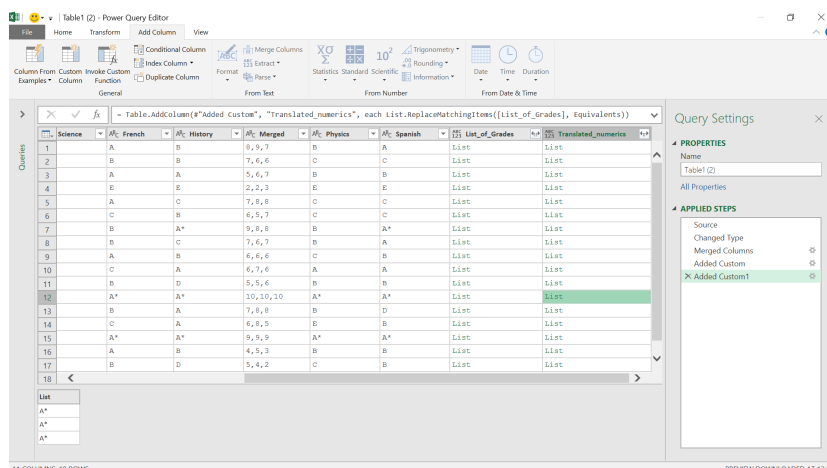 Table1 (2) - Power Query Editor
File Home Transform Add Column View
Column From Examples Custom Column Invoke Custom Function
Conditional Column
Index Column
Duplicate Column
General
Format
Merge Columns
Extract
Parse
From Text
Statistics Standard Scientific
Trigonometry
Rounding
Information
From Number
Date Time Duration
From Date & Time
= Table.AddColumn(#"Added Custom", "Translated_numerics", each List.ReplaceMatchingItems([List_of_Grades], Equivalents))
Queries
Science French History Merged Physics Spanish List_of_Grades Translated_numerics
1 A B 8,9,7 B A List List
2 B B 7,6,6 C C List List
3 A A 5,6,7 B B List List
4 E E 2,2,3 E E List List
5 A C 7,8,8 C C List List
6 C B 6,5,7 C C List List
7 B A* 9,8,8 B A* List List
8 B C 7,6,7 B A List List
9 A B 6,6,6 C B List List
10 C A 6,7,6 A A List List
11 B D 5,5,6 B B List List
12 A* A* 10,10,10 A* A* List List
13 B A 7,8,8 B D List List
14 C A 6,8,5 E B List List
15 A* A* 9,9,9 A* A* List List
16 A B 4,5,3 B B List List
17 B D 5,4,2 C B List List
18
List
A*
A*
A*
Query Settings
PROPERTIES
Name
Table1 (2)
All Properties
APPLIED STEPS
Source
Changed Type
Merged Columns
Added Custom
Added Custom1